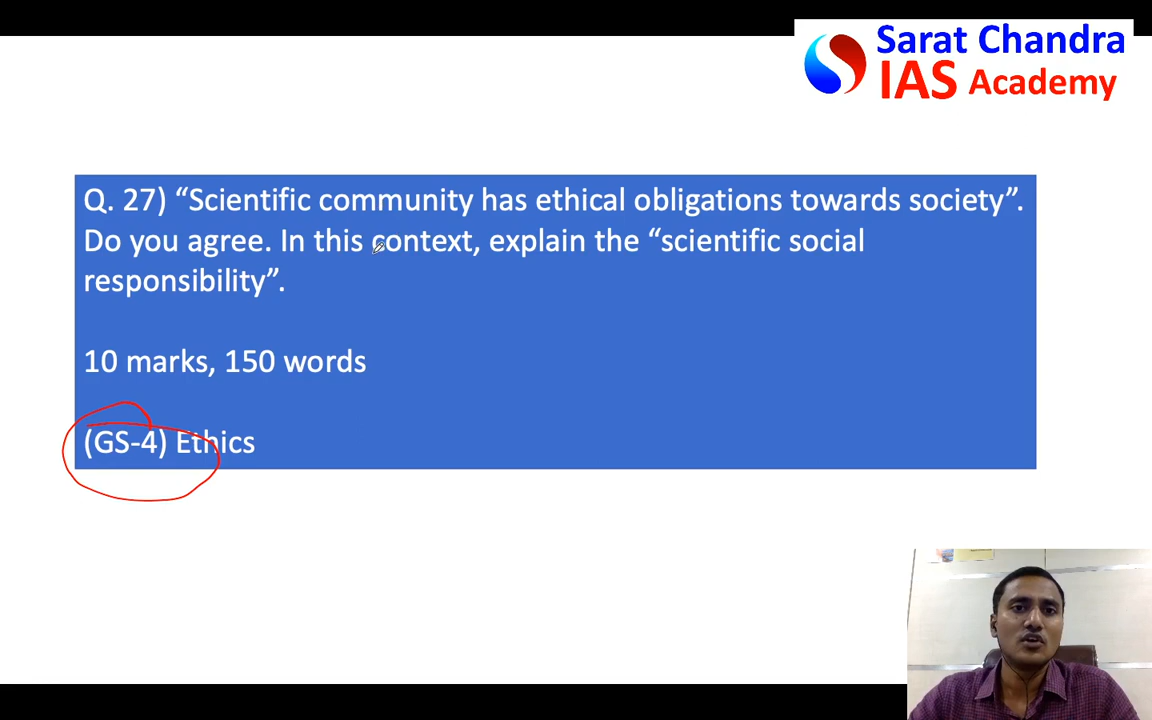 Sarat Chandra
IAS Academy
Q. 27) “Scientific community has ethical obligations towards society”.
Do you agree. In this context, explain the “scientific social
responsibility”.
10 marks, 150 words
(GS-4) Ethics